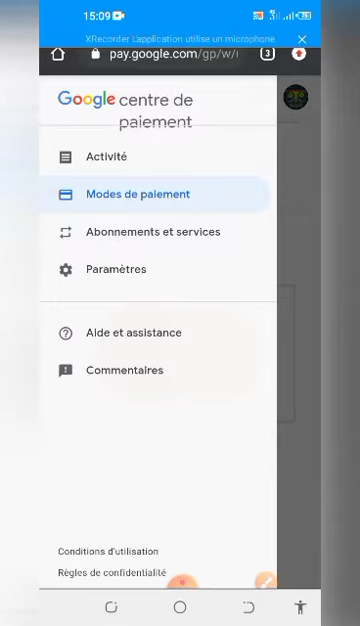 15:09
XRecorder L'application utilise un microphone
pay.google.com/gp/w/
3
Google centre de
paiement
Activité
Modes de paiement
Abonnements et services
Paramètres
Aide et assistance
Commentaires
Conditions d'utilisation
Règles de confidentialité